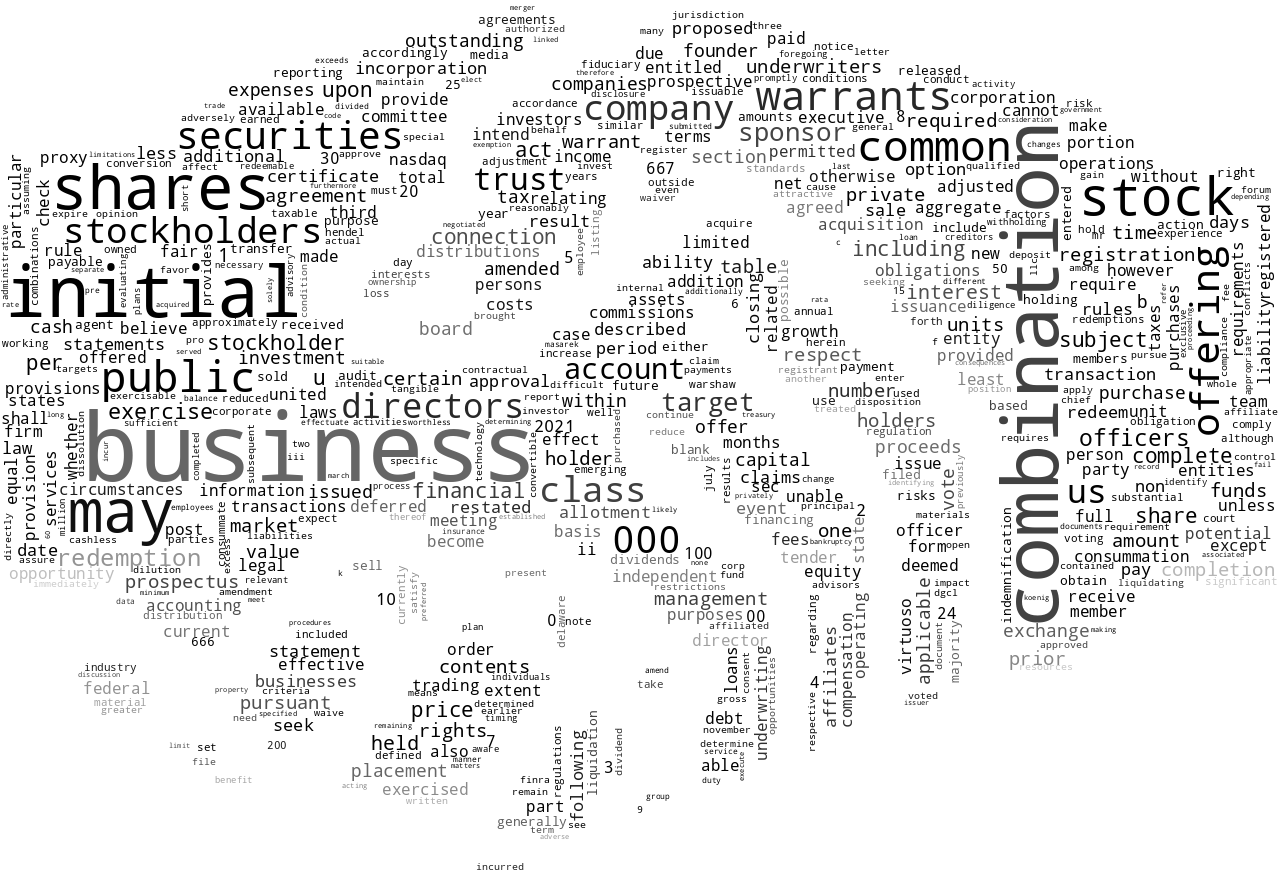 merger
agreements jurisdiction
authorized many proposed three
outstanding linked media due founder paid notice letter
accordingly foregoing
exceeds incorporation fiduciary entitled underwriters released
reporting maintain 25 elect therefore companies prospective promptly conditions conduct activity
expenses upon disclosure issuable
trade divided provide accordance company warrants corporation risk
adversely available code committee investors amounts executive 8 required cannot government
earned special similar submitted general consideration make
securities intend behalf terms sponsor common changes portion
proxy limitations less additional 30 approve nasdaq act exemption warrant register section permitted option qualified operations
conversion affect redeemable adjustment income 667 standards otherwise last gain without right
certificate total trust years invest outside net cause private adjusted stock forum depending
particular assuming check shares short agreement furthermore must 20 tax relating even waiver attractive agreed sale aggregate withholding
expire opinion taxable third year reasonably acquire acquisition include factors entered hold mr time action experience days
stockholders purpose hendel actual negotiated result employee listing c loan creditors
rule owned fair 1 transfer made connection limited including new deposit registration liability registered
administrative combinations payable separate favor provides necessary advisory distributions 5 ability table possible obligations 50 llc among however b refer requirements conflicts
initial pre evaluating plans acquired solely condition day interests ownership loss amended persons internal addition additionally seeking different require
rate costs brought assets 6 closing related 15 interest diligence holding rules purchases exclusive proceeding
cash agent believe approximately received commissions rata annual issuance redemptions taxes compliance fee
working statements pro stockholder board case described growth forth units subject appropriate
per targets offered served investment suitable masarek increase period either herein f entity members pursue offering whole
public sold u audit certain contractual approval account claim payments respect provided consequences transaction combination
provisions exercisable balance reduced united intended tangible difficult future warshaw registrant another payment least position apply purchase team
states exercise corporate laws directors report within target number enter used disposition based chief redeem unit affiliate
shall long sufficient effectuate activities worthless determining 2021 investor well continue treasury use treated holders obligation comply
firm whether dissolution business incur completed subsequent two iii technology convertible effect purchased reduce offer regulation requires officers although
law equal services march specific holder emerging blank months proceeds person complete control
circumstances information issued process financial class includes july results capital issue party record entities fail
million provision may employees transactions deferred thereof restated allotment likely privately sec claims change filed identifying vote previously us non identify substantial funds
directly 60 cashless post parties consummate market expect liabilities meeting insurance established event unable risks materials full share court unless
date assure redemption dilution excess value become basis 000 financing principal 2 documents requirement potential
opportunity immediately legal ii 100 none fees bankruptcy one state officer voting amount except
prospectus minimum relevant sell present dividends corp tender form open indemnification consummation associated
amendment k currently satisfy preferred independent fund equity deemed contained pay completion
data meet restrictions advisors impact obtain liquidating significant
accounting 10 management dgcl koenig receive
distribution delaware purposes 00 regarding compensation operating applicable 24 member
current procedures plan 0 note affiliated virtuoso document majority exchange making
666 included director affiliates approved
statement order amend prior resources
industry discussion effective contents individuals take loans consent underwriting opportunities
federal property businesses trading 4 voted
material criteria means extent gross issuer
greater pursuant price determined respective
need specified waive earlier debt
seek remaining rights timing november
limit set 200 held 7 liquidation determine
file defined also aware regulations following dividend service
manner matters
benefit placement finra 3 able execute
acting exercised remain duty
written part group
generally 9
term see
adverse
incurred